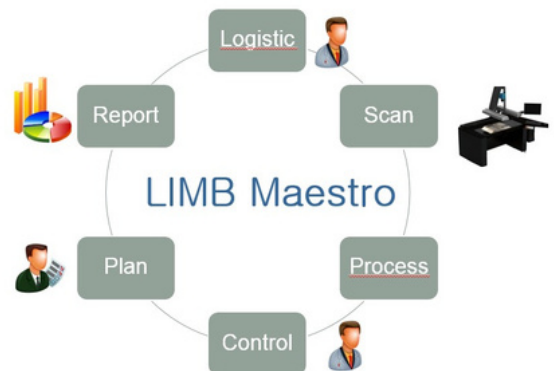 Logistic
Report
Scan
LIMB Maestro
Plan
Process
Control